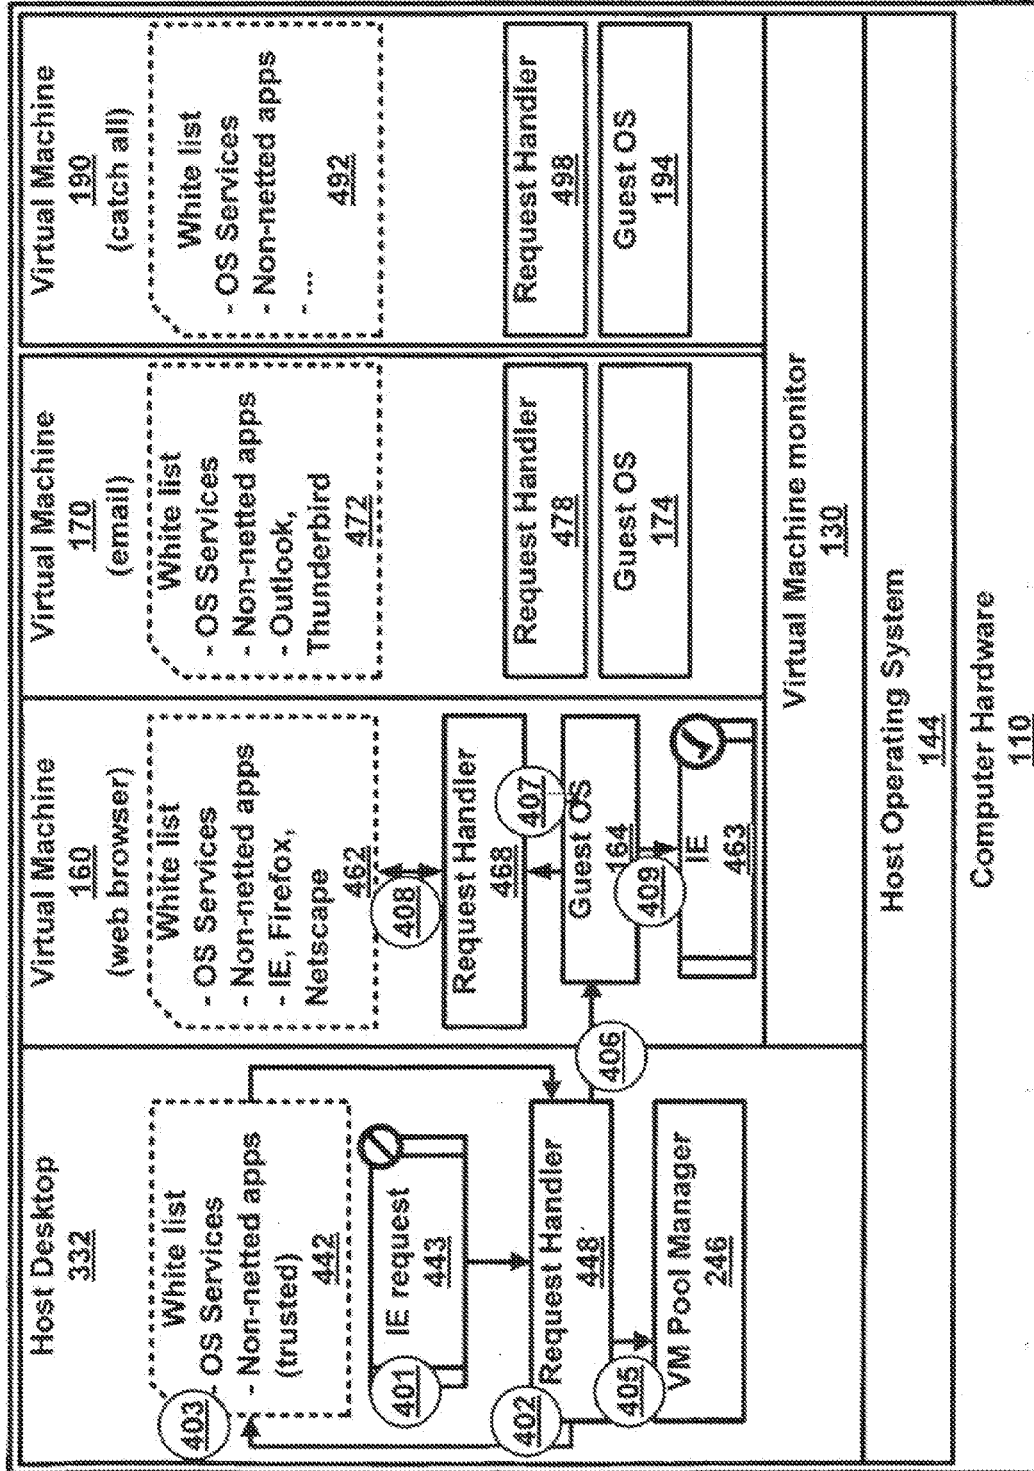 Host Desktop
332
White list
- OS Services
- Non-netted apps
(trusted)
442
403
IE request
443
401
Request Handler
448
402
405
VM Pool Manager
246
406
Virtual Machine
160
(web browser)
White list
- OS Services
- Non-netted apps
- IE, Firefox,
Netscape
462
408
Request Handler
468
407
Guest OS
164
409
IE
463
Virtual Machine
170
(email)
White list
- OS Services
- Non-netted apps
- Outlook,
Thunderbird
472
Request Handler
478
Guest OS
174
Virtual Machine
190
(catch all)
White list
- OS Services
- Non-netted apps
- ...
492
Request Handler
498
Guest OS
194
Virtual Machine monitor
130
Host Operating System
144
Computer Hardware
110